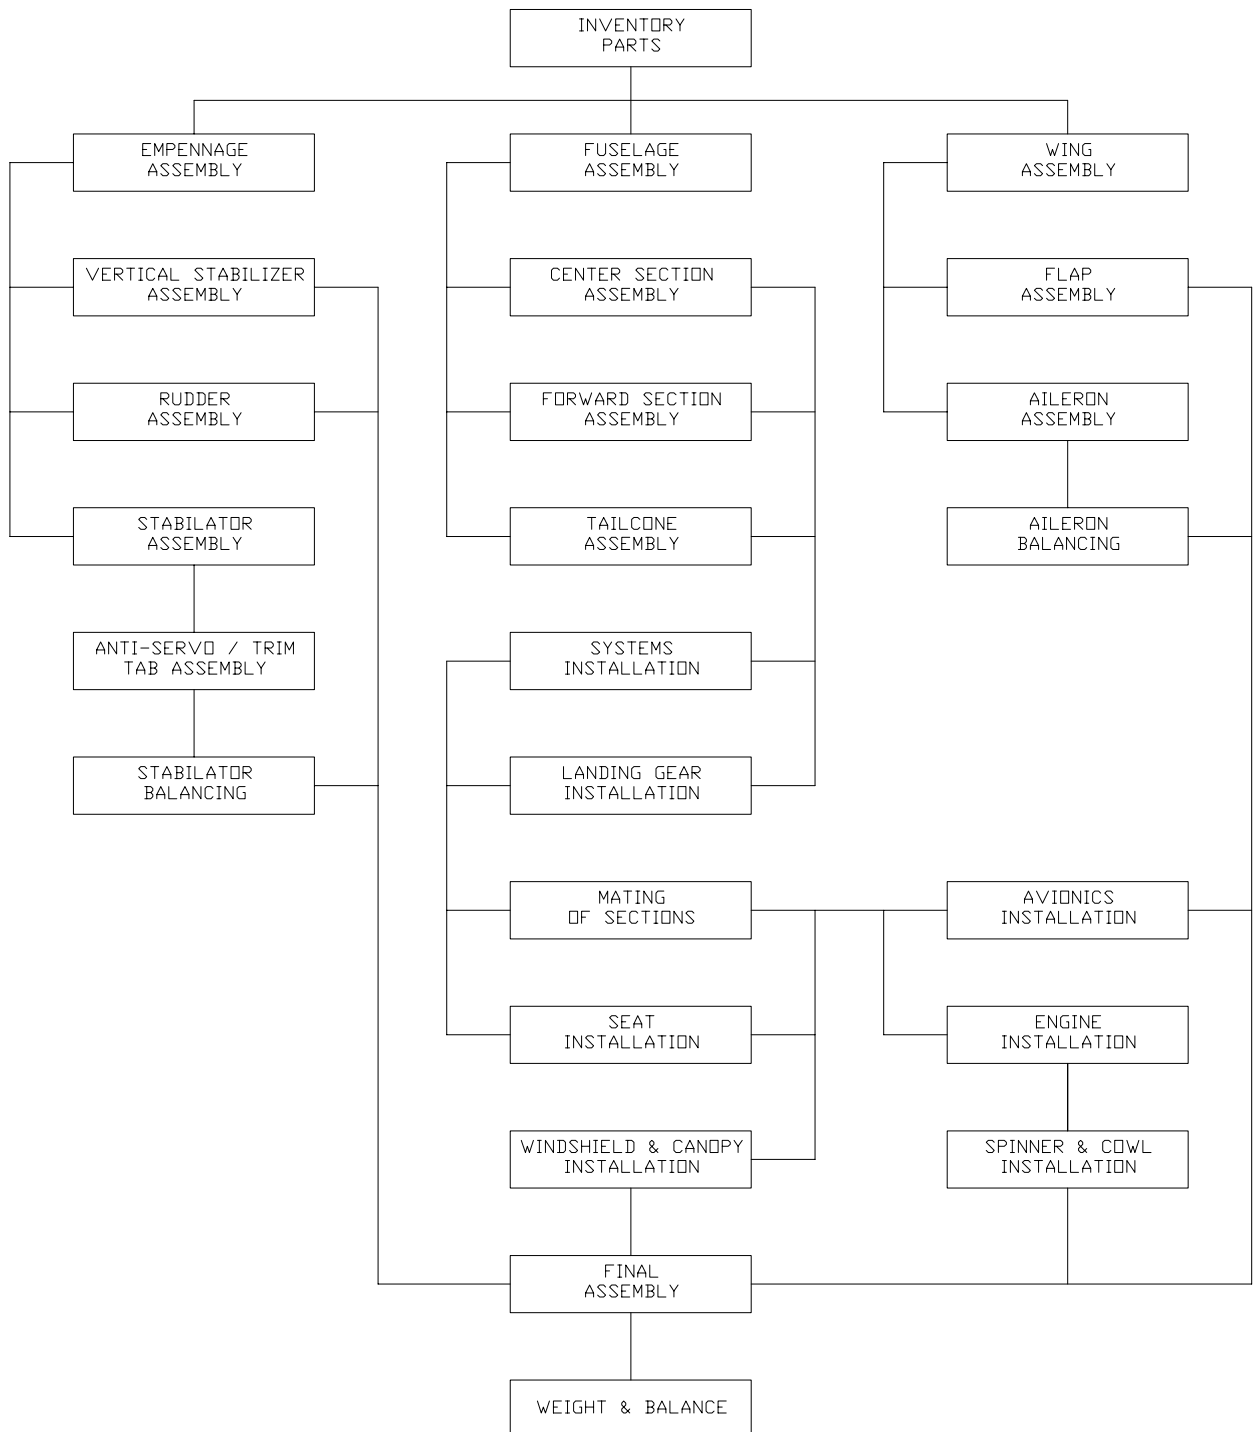 INVENTORY
PARTS
EMPENNAGE
ASSEMBLY
FUSELAGE
ASSEMBLY
WING
ASSEMBLY
VERTICAL STABILIZER
ASSEMBLY
CENTER SECTION
ASSEMBLY
FLAP
ASSEMBLY
RUDDER
ASSEMBLY
FORWARD SECTION
ASSEMBLY
AILERON
ASSEMBLY
STABILATOR
ASSEMBLY
TAILCONE
ASSEMBLY
AILERON
BALANCING
ANTI-SERVO / TRIM
TAB ASSEMBLY
SYSTEMS
INSTALLATION
STABILATOR
BALANCING
LANDING GEAR
INSTALLATION
MATING
OF SECTIONS
AVIONICS
INSTALLATION
SEAT
INSTALLATION
ENGINE
INSTALLATION
WINDSHIELD & CANOPY
INSTALLATION
SPINNER & COWL
INSTALLATION
FINAL
ASSEMBLY
WEIGHT & BALANCE